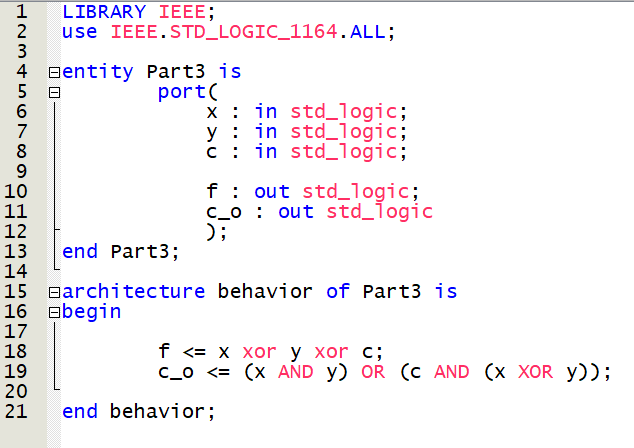 1 LIBRARY IEEE;
2 use IEEE.STD_LOGIC_1164.ALL;
3
4 entity Part3 is
5 port(
6 x : in std_logic;
7 y : in std_logic;
8 c : in std_logic;
9
10 f : out std_logic;
11 c_o : out std_logic
12 );
13 end Part3;
14
15 architecture behavior of Part3 is
16 begin
17
18 f <= x xor y xor c;
19 c_o <= (x AND y) OR (c AND (x XOR y));
20
21 end behavior;